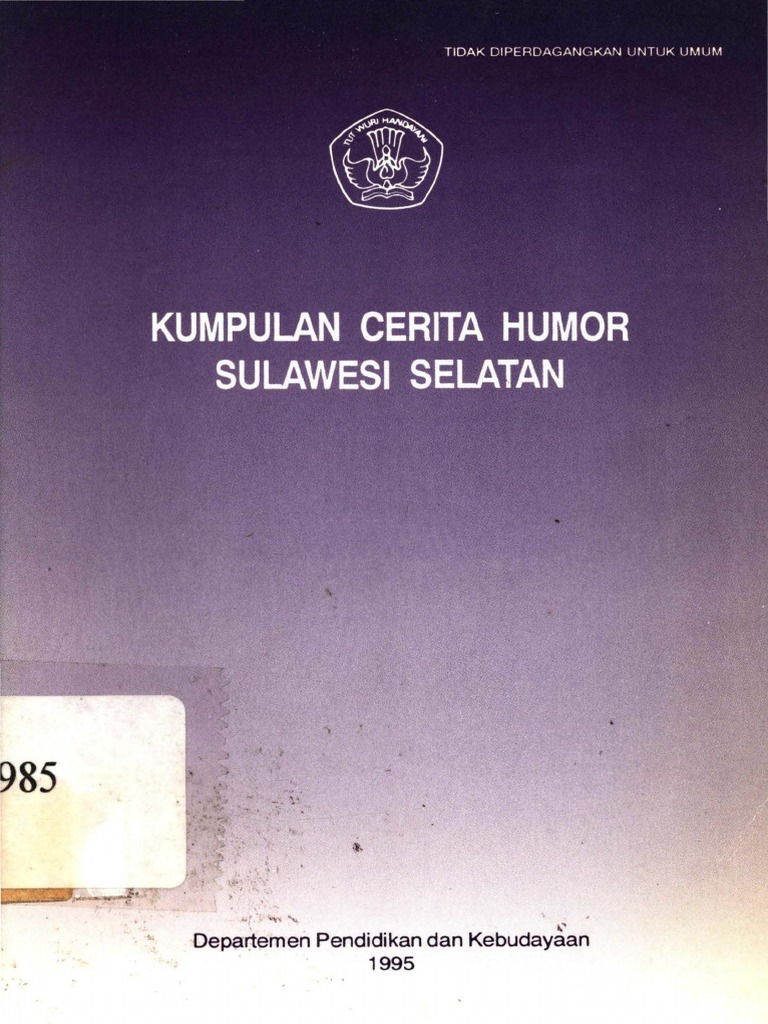 TIDAK DIPERDAGANGKAN UNTUK UMUM
TUT WURI HANDAYANI
KUMPULAN CERITA HUMOR
SULAWESI SELATAN
985
Departemen Pendidikan dan Kebudayaan
1995